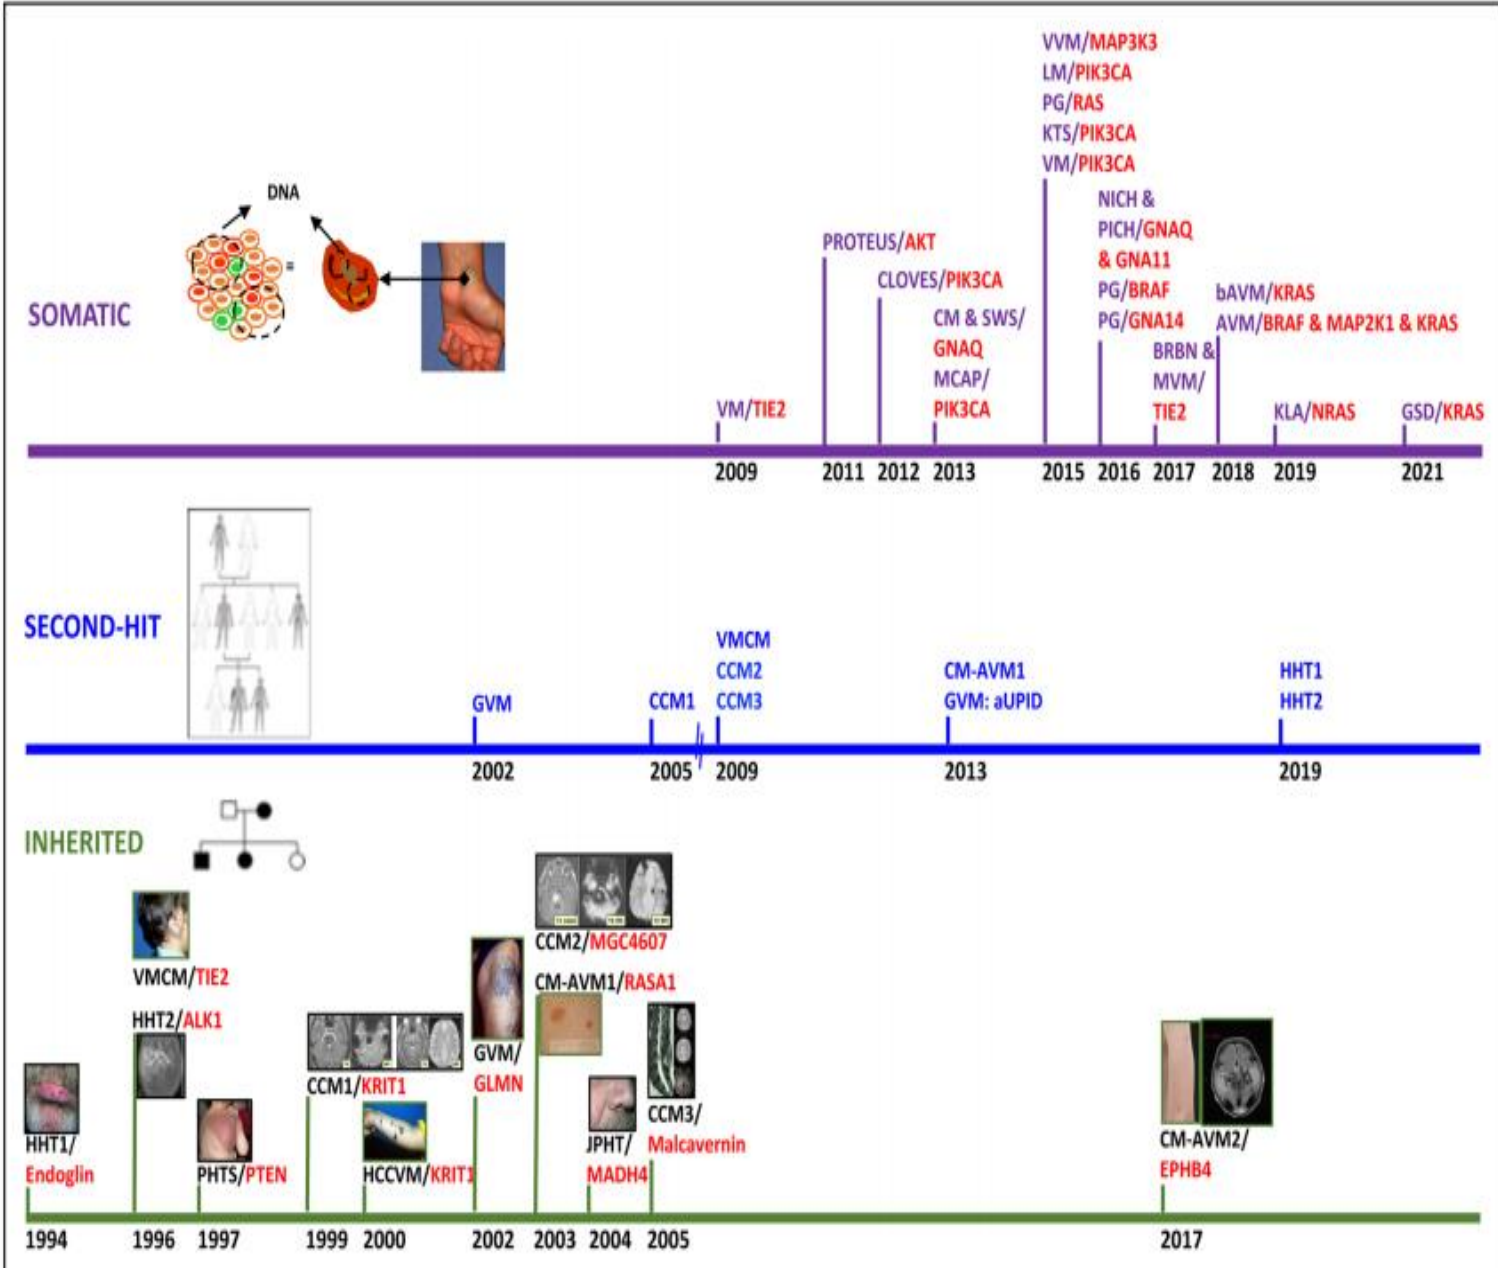 VVM/MAP3K3
LM/PIK3CA
PG/RAS
KTS/PIK3CA
VM/PIK3CA
DNA
=
NICH &
PICH/GNAQ
& GNA11
PG/BRAF
PG/GNA14
PROTEUS/AKT
CLOVES/PIK3CA
CM & SWS/
GNAQ
MCAP/
PIK3CA
bAVM/KRAS
AVM/BRAF & MAP2K1 & KRAS
BRBN &
MVM/
TIE2
SOMATIC
VM/TIE2
KLA/NRAS
GSD/KRAS
2009 2011 2012 2013 2015 2016 2017 2018 2019 2021
SECOND-HIT
GVM
CCM1
VMCM
CCM2
CCM3
CM-AVM1
GVM: aUPID
HHT1
HHT2
2002 2005 2009 2013 2019
INHERITED
VMCM/TIE2
HHT2/ALK1
HHT1/
Endoglin
PHTS/PTEN
CCM1/KRIT1
HCCVM/KRIT1
GVM/
GLMN
CCM2/MGC4607
CM-AVM1/RASA1
JPHT/
MADH4
CCM3/
Malcavernin
CM-AVM2/
EPHB4
1994 1996 1997 1999 2000 2002 2003 2004 2005 2017